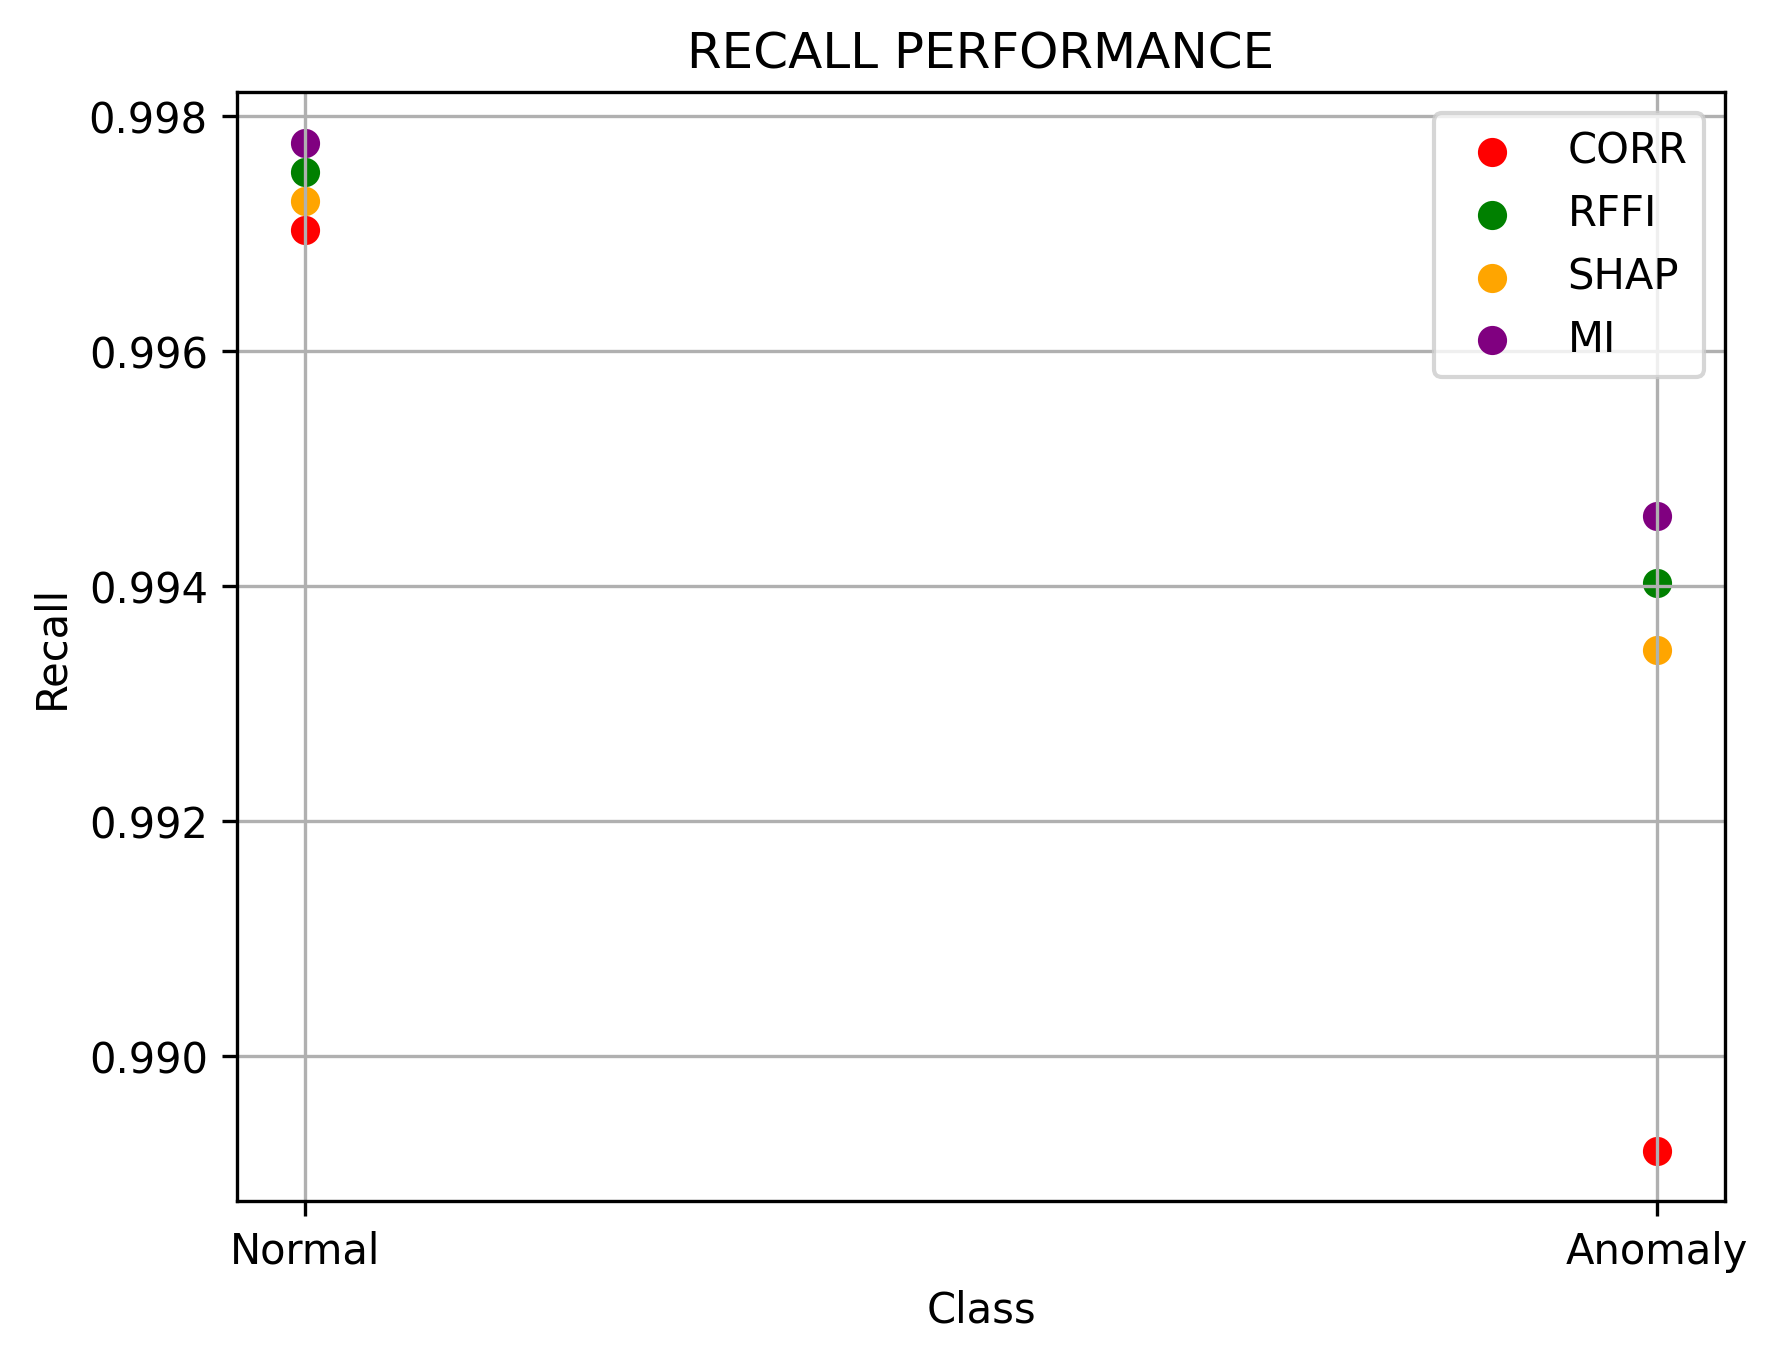 RECALL PERFORMANCE
0.998
0.996
0.994
0.992
0.990
Recall
CORR
RFFI
SHAP
MI
Normal
Anomaly
Class